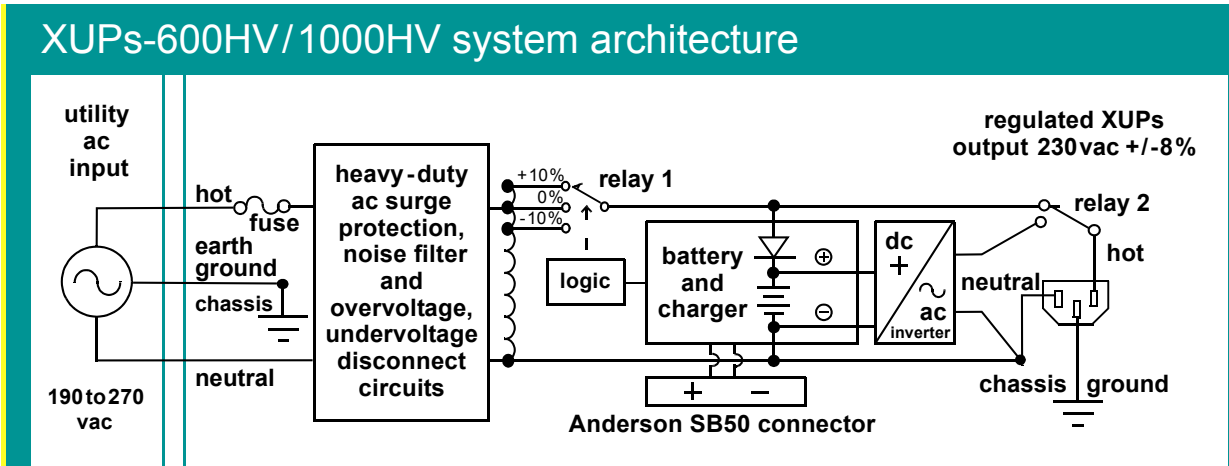 XUPs-600HV/1000HV system architecture
utility
ac
input
hot
fuse
earth
ground
chassis
neutral
190 to 270
vac
heavy-duty
ac surge
protection,
noise filter
and
overvoltage,
undervoltage
disconnect
circuits
+10%
0%
-10%
relay 1
logic
battery
and
charger
+
−
+ −
Anderson SB50 connector
dc
+
ac
inverter
regulated XUPs
output 230vac +/-8%
relay 2
hot
neutral
chassis ground